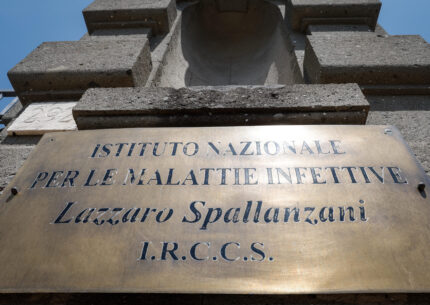 ISTITUTO NAZIONALE
PER LE MALATTIE INFETTIVE
Lazzaro Spallanzani
I.R.C.C.S.